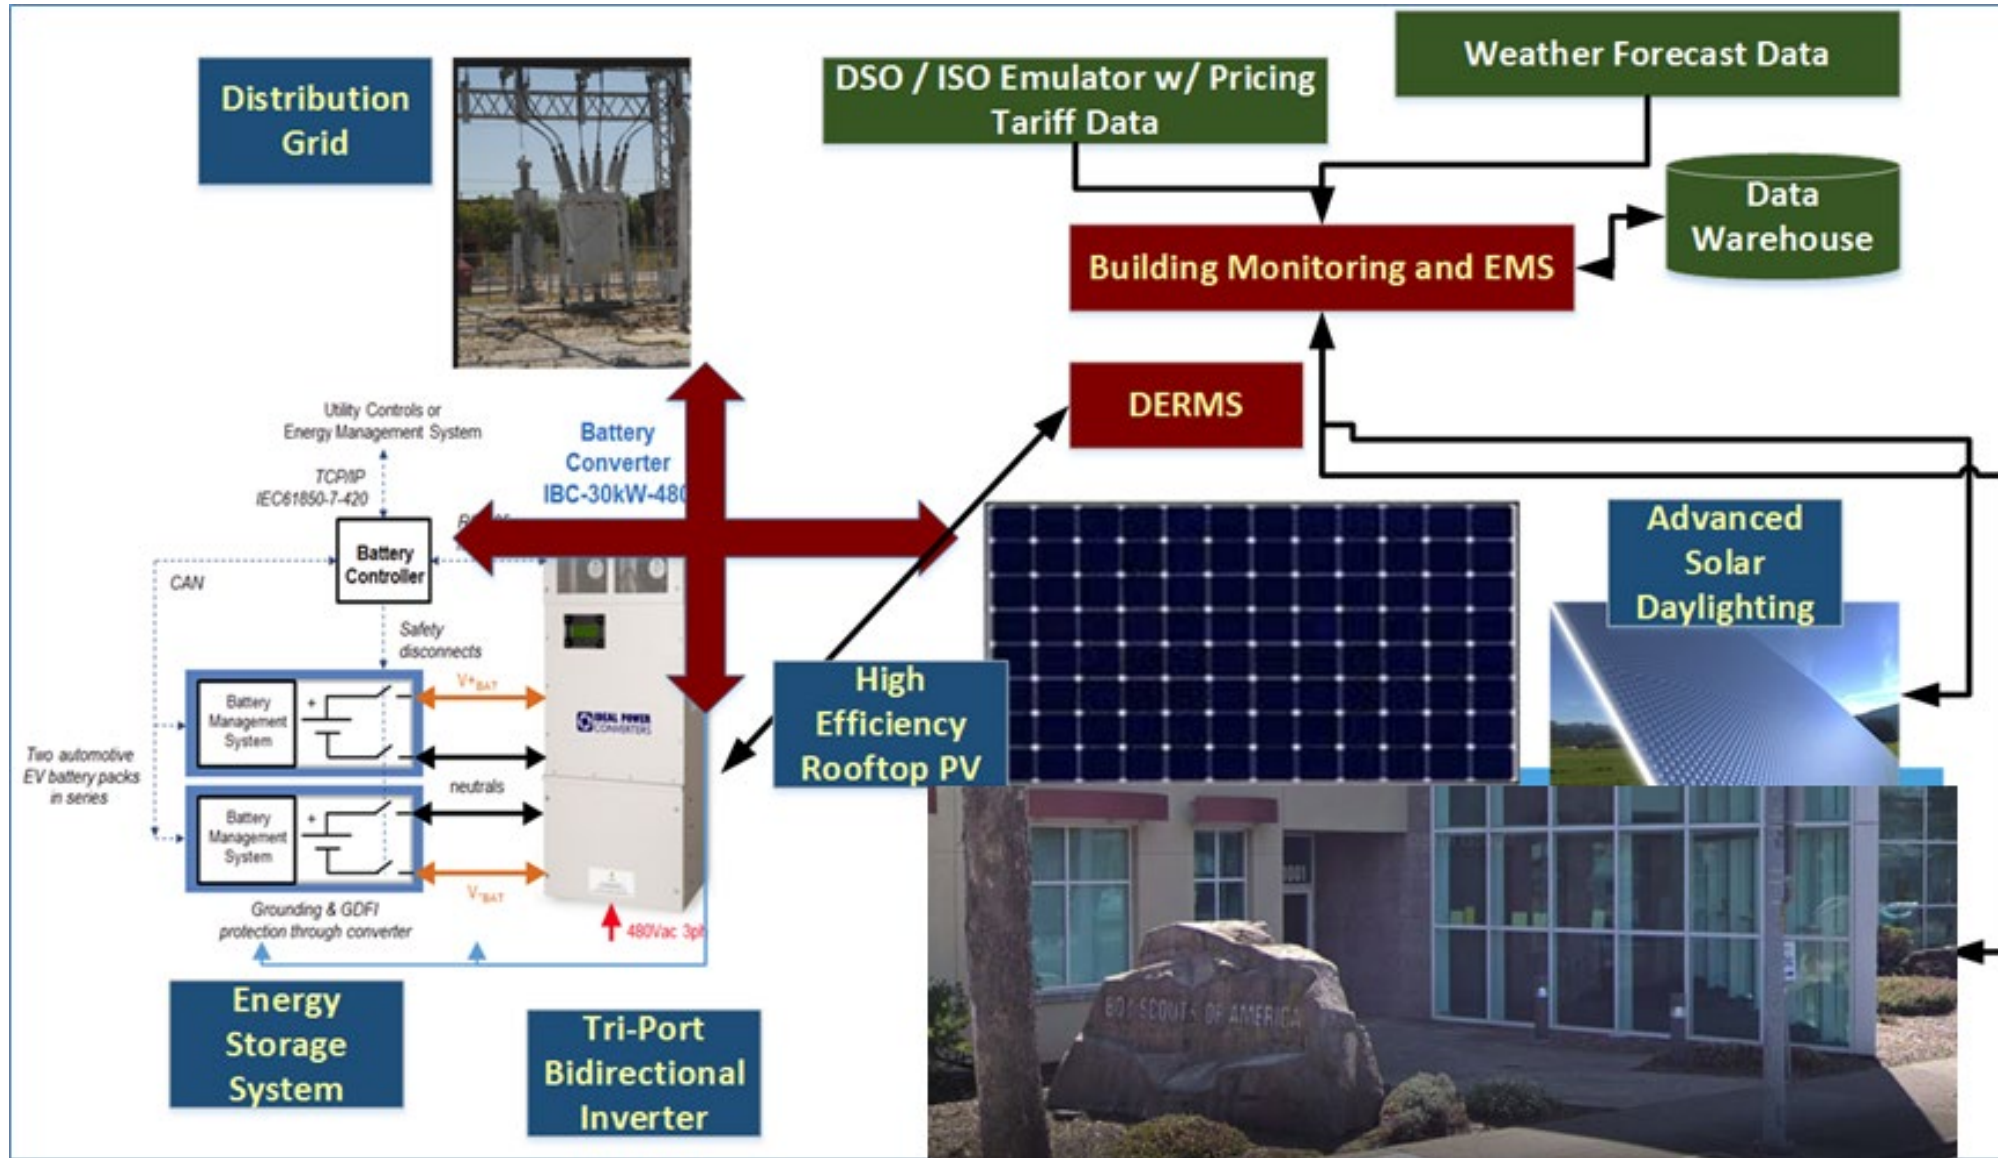 Distribution
Grid
DSO / ISO Emulator w/ Pricing
Tariff Data
Weather Forecast Data
Data
Warehouse
Building Monitoring and EMS
DERMS
Utility Controls or
Energy Management System
TCP/IP
IEC61850-7-420
Battery
Converter
IBC-30kW-480
Battery
Controller
CAN
Safety
disconnects
Battery
Management
System
+
V+BAT
neutrals
Two automotive
EV battery packs
in series
Battery
Management
System
+
V-BAT
Grounding & GDFI
protection through converter
IDEAL POWER
CONVERTERS
480Vac 3ph
Energy
Storage
System
Tri-Port
Bidirectional
Inverter
High
Efficiency
Rooftop PV
Advanced
Solar
Daylighting
BOY SCOUTS OF AMERICA